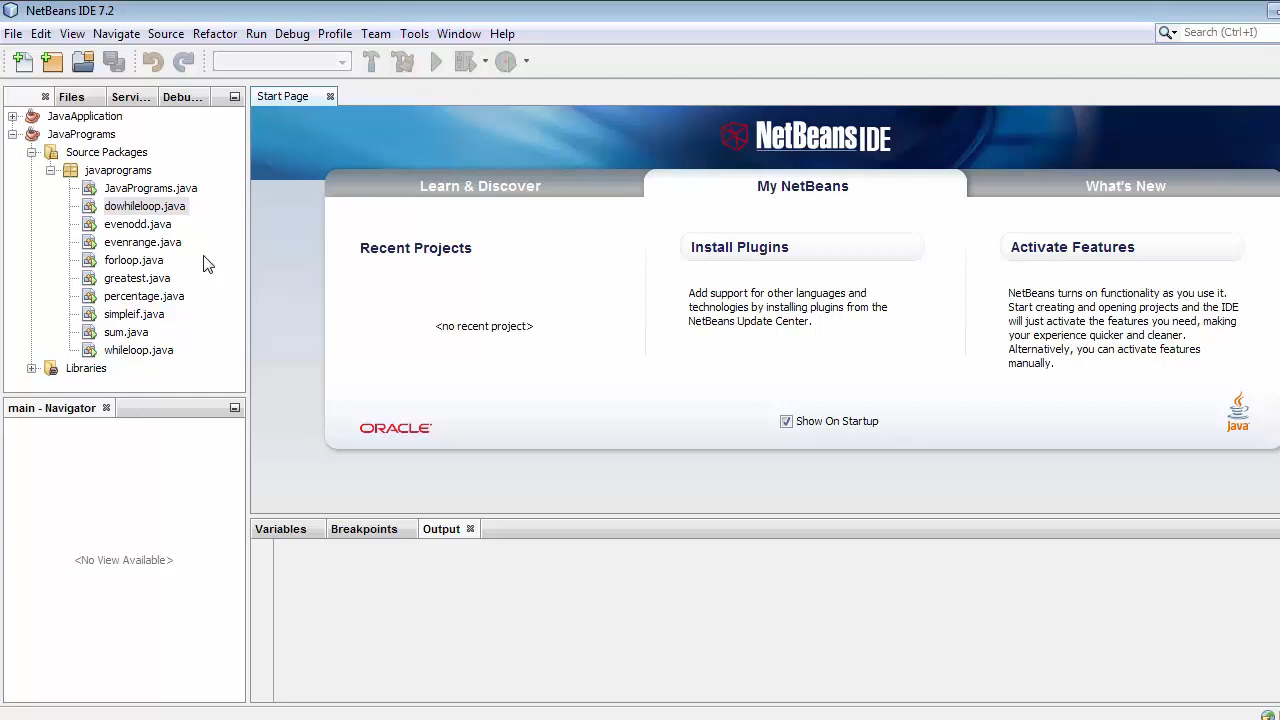 NetBeans IDE 7.2
File Edit View Navigate Source Refactor Run Debug Profile Team Tools Window Help
Search (Ctrl+I)
Files Servi... Debu...
Start Page
JavaApplication
JavaPrograms
Source Packages
javaprograms
JavaPrograms.java
dowhileloop.java
evenodd.java
evenrange.java
forloop.java
greatest.java
percentage.java
simpleif.java
sum.java
whileloop.java
Libraries
NetBeans IDE
Learn & Discover My NetBeans What's New
Recent Projects
<no recent project>
Install Plugins
Add support for other languages and
technologies by installing plugins from the
NetBeans Update Center.
Activate Features
NetBeans turns on functionality as you use it.
Start creating and opening projects and the IDE
will just activate the features you need, making
your experience quicker and cleaner.
Alternatively, you can activate features
manually.
ORACLE
Show On Startup
Java
main - Navigator
<No View Available>
Variables Breakpoints Output